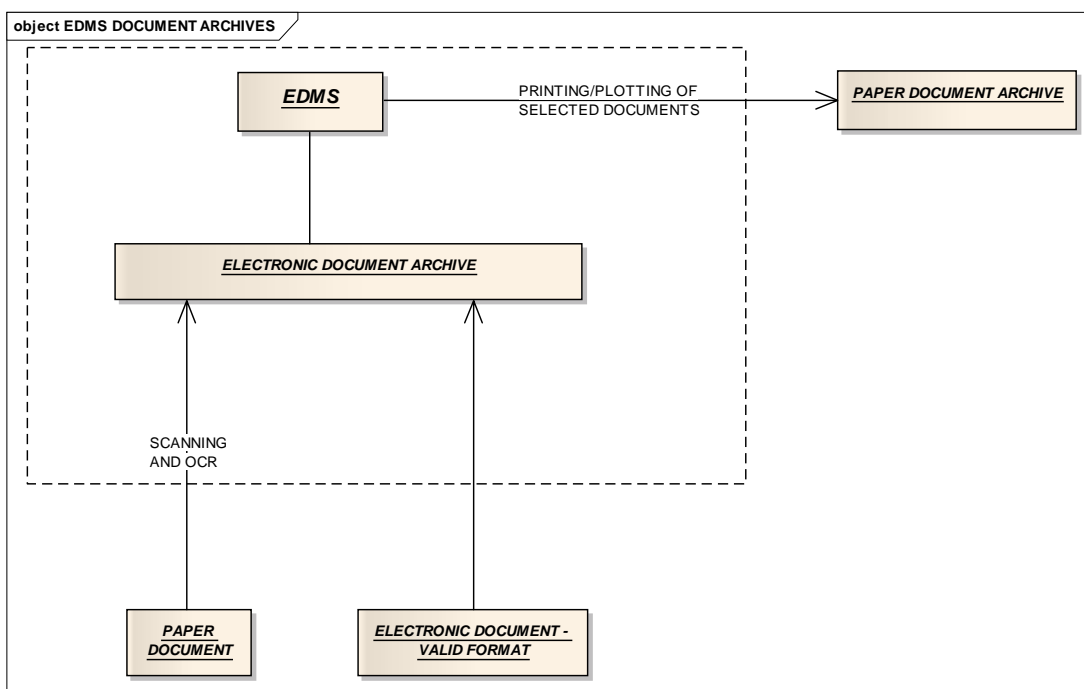 object EDMS DOCUMENT ARCHIVES
EDMS
PRINTING/PLOTTING OF
SELECTED DOCUMENTS
PAPER DOCUMENT ARCHIVE
ELECTRONIC DOCUMENT ARCHIVE
SCANNING
AND OCR
PAPER
DOCUMENT
ELECTRONIC DOCUMENT -
VALID FORMAT